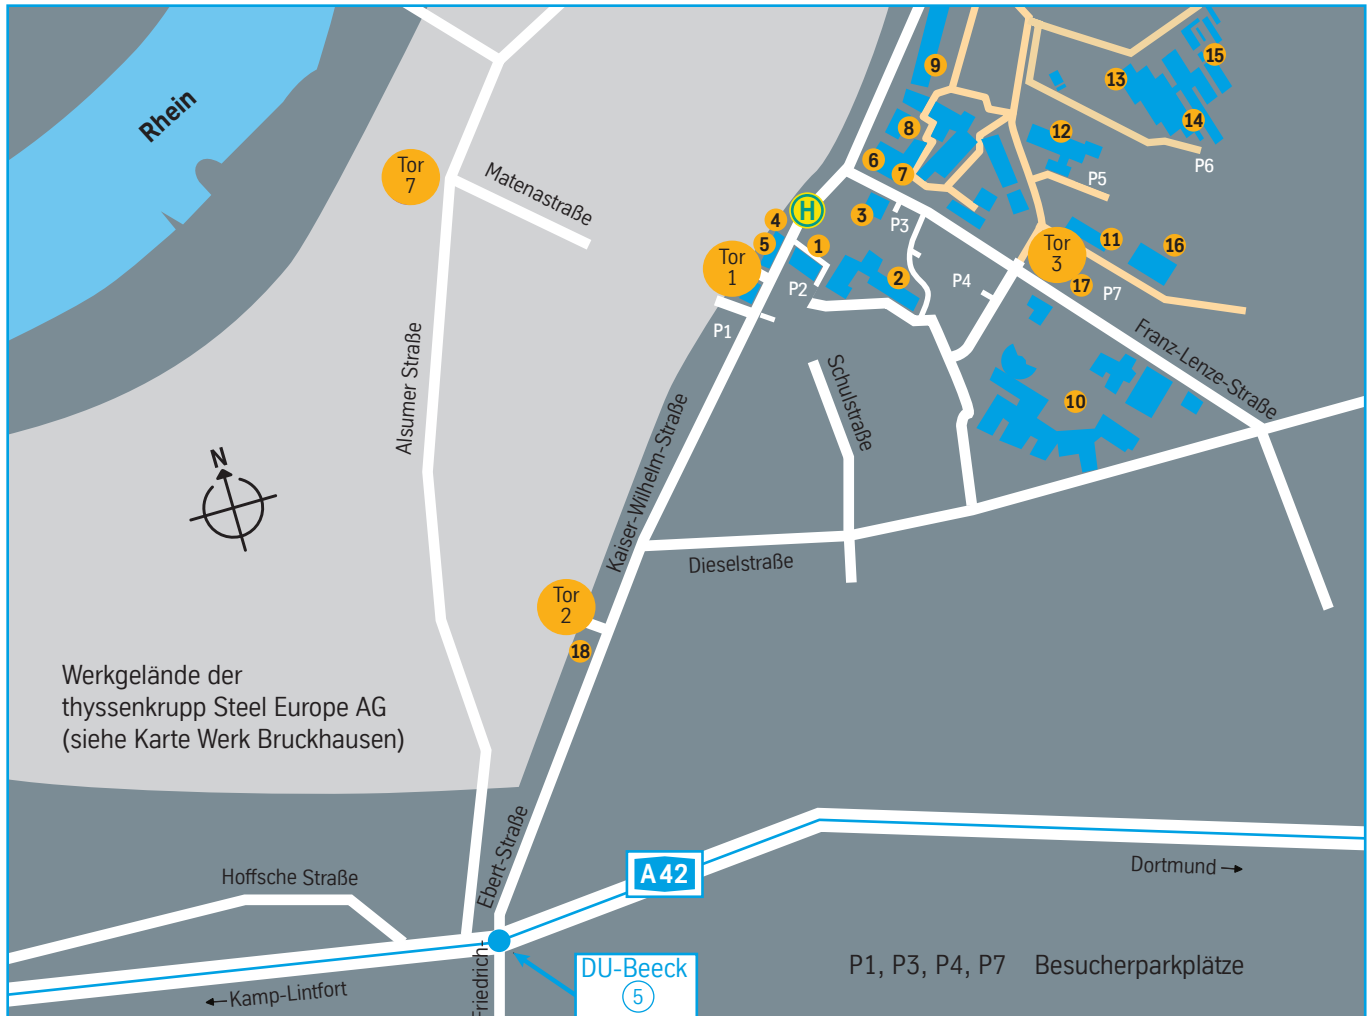 Rhein
9
15
13
14
8
12
6
7
P6
P5
Tor
7
Matenastraße
H
4
3
P3
5
1
11
16
Tor
3
Tor
1
2
P4
17
P7
P2
P1
Franz-Lenze-Straße
Alsumer Straße
Schulstraße
10
Kaiser-Wilhelm-Straße
N
Dieselstraße
Tor
2
18
Werkgelände der
thyssenkrupp Steel Europe AG
(siehe Karte Werk Bruckhausen)
Friedrich-
Ebert-Straße
Hoffsche Straße
A 42
Dortmund →
DU-Beeck
5
P1, P3, P4, P7 Besucherparkplätze
← Kamp-Lintfort